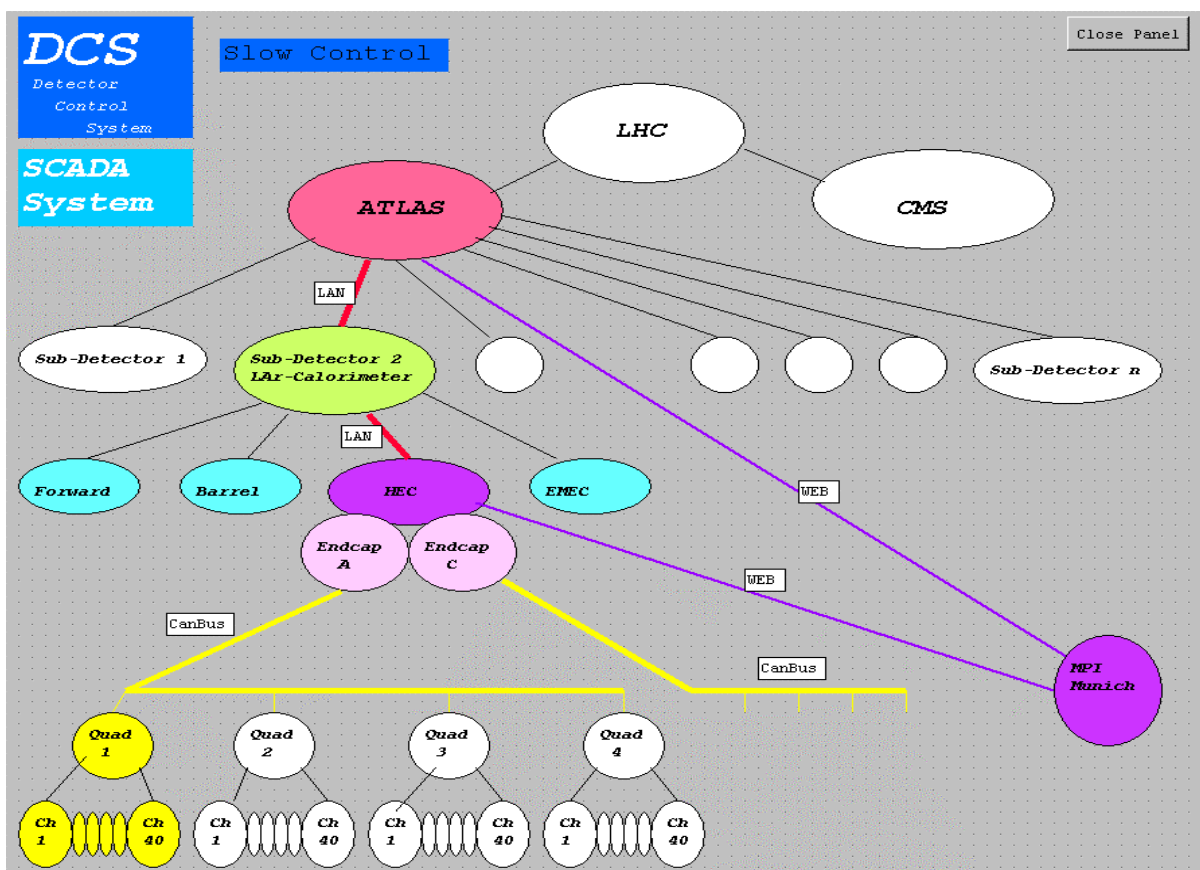 DCS
Detector
Control
System
Slow Control
Close Panel
SCADA
System
LHC
ATLAS
CMS
LAN
Sub-Detector 1
Sub-Detector 2
LAr-Calorimeter
Sub-Detector n
LAN
Forward
Barrel
HEC
EMEC
WEB
Endcap
A
Endcap
C
WEB
CanBus
CanBus
MPI
Munich
Quad
1
Quad
2
Quad
3
Quad
4
Ch
1
Ch
40
Ch
1
Ch
40
Ch
1
Ch
40
Ch
1
Ch
40